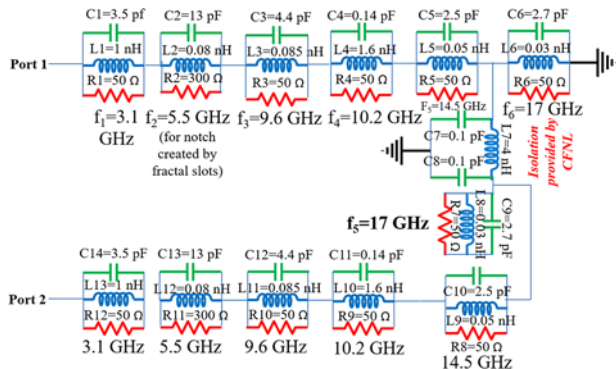 C1=3.5 pf
C2=13 pF
C3=4.4 pF
C4=0.14 pF
C5=2.5 pF
C6=2.7 pF
L1=1 nH
L2=0.08 nH
L3=0.085 nH
L4=1.6 nH
L5=0.05 nH
L6=0.03 nH
Port 1
R1=50 Ω
R2=300 Ω
R3=50 Ω
R4=50 Ω
R5=50 Ω
R6=50 Ω
f1=3.1 GHz
f2=5.5 GHz
(for notch created by fractal slots)
f3=9.6 GHz
f4=10.2 GHz
F5=14.5 GHz
f6=17 GHz
C7=0.1 pF
C8=0.1 pF
L7=4 nH
Isolation provided by CFNL
f5=17 GHz
R7=50 Ω
L8=0.03 nH
C9=2.7 pF
C14=3.5 pF
C13=13 pF
C12=4.4 pF
C11=0.14 pF
C10=2.5 pF
L13=1 nH
L12=0.08 nH
L11=0.085 nH
L10=1.6 nH
L9=0.05 nH
Port 2
R12=50 Ω
R11=300 Ω
R10=50 Ω
R9=50 Ω
R8=50 Ω
3.1 GHz
5.5 GHz
9.6 GHz
10.2 GHz
14.5 GHz